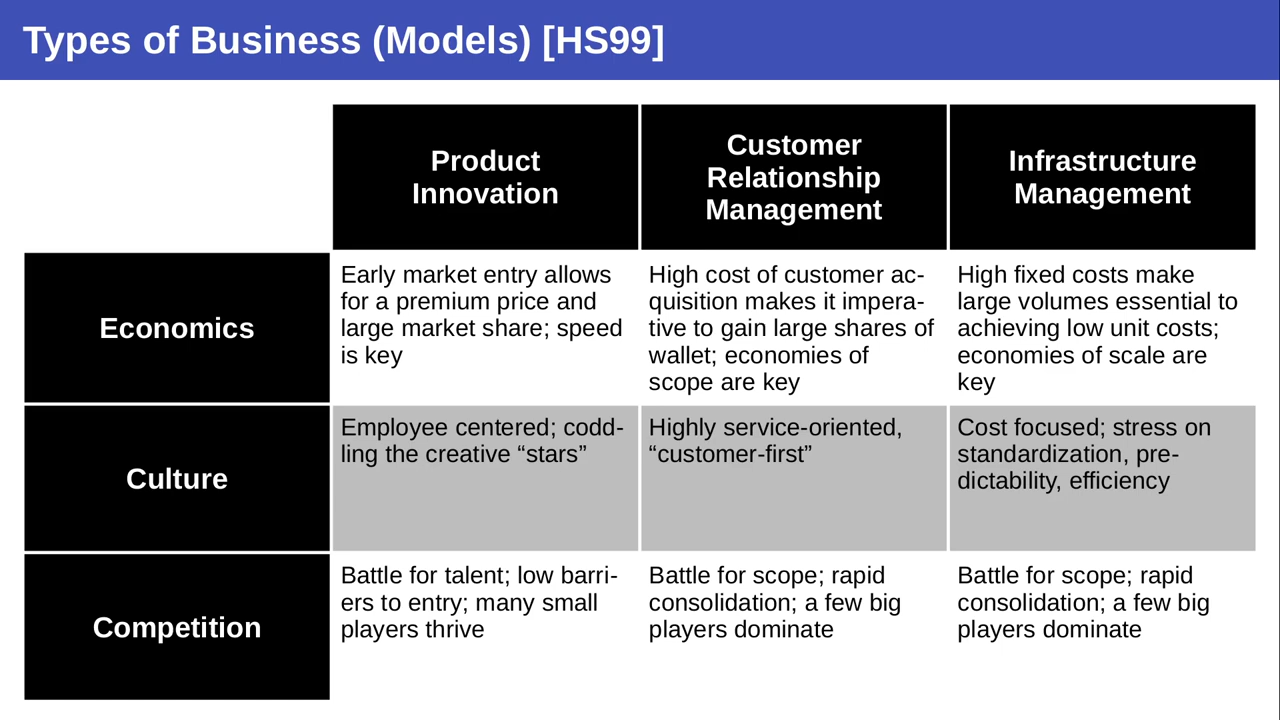 Types of Business (Models) [HS99]
Product
Innovation
Customer
Relationship
Management
Infrastructure
Management
Economics
Early market entry allows
for a premium price and
large market share; speed
is key
High cost of customer ac-
quisition makes it impera-
tive to gain large shares of
wallet; economies of
scope are key
High fixed costs make
large volumes essential to
achieving low unit costs;
economies of scale are
key
Culture
Employee centered; codd-
ling the creative “stars”
Highly service-oriented,
“customer-first”
Cost focused; stress on
standardization, pre-
dictability, efficiency
Competition
Battle for talent; low barri-
ers to entry; many small
players thrive
Battle for scope; rapid
consolidation; a few big
players dominate
Battle for scope; rapid
consolidation; a few big
players dominate